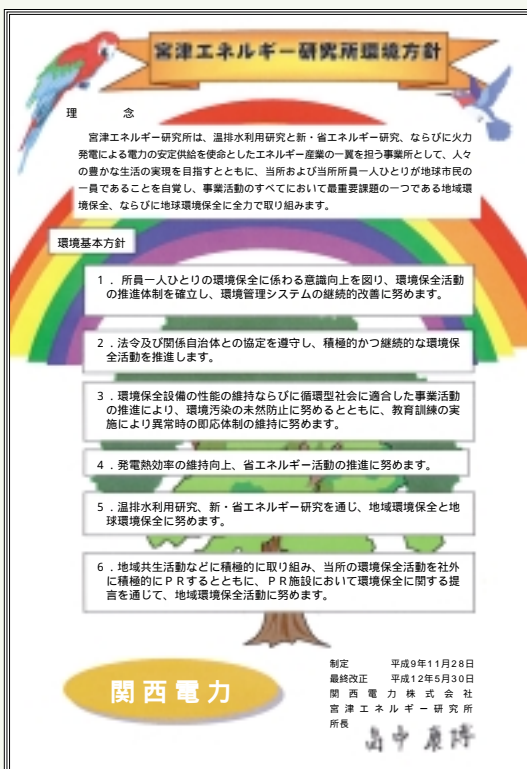 宮津エネルギー研究所環境方針
理　　念
宮津エネルギー研究所は、温排水利用研究と新・省エネルギー研究、ならびに火力
発電による電力の安定供給を使命としたエネルギー産業の一翼を担う事業所として、人々
の豊かな生活の実現を目指すとともに、当所および当所所員一人ひとりが地球市民の
一員であることを自覚し、事業活動のすべてにおいて最重要課題の一つである地域環
境保全、ならびに地球環境保全に全力で取り組みます。
環境基本方針
１．所員一人ひとりの環境保全に係わる意識向上を図り、環境保全活動
の推進体制を確立し、環境管理システムの継続的改善に努めます。
２．法令及び関係自治体との協定を遵守し、積極的かつ継続的な環境保
全活動を推進します。
３．環境保全設備の性能の維持ならびに循環型社会に適合した事業活動
の推進により、環境汚染の未然防止に努めるとともに、教育訓練の実
施により異常時の即応体制の維持に努めます。
４．発電熱効率の維持向上、省エネルギー活動の推進に努めます。
５．温排水利用研究、新・省エネルギー研究を通じ、地域環境保全と地
球環境保全に努めます。
６．地域共生活動などに積極的に取り組み、当所の環境保全活動を社外
に積極的にＰＲするとともに、ＰＲ施設において環境保全に関する提
言を通じて、地域環境保全活動に努めます。
制定　　平成9年11月28日
最終改正　平成12年5月30日
関西電力株式会社
宮津エネルギー研究所
所長
関西電力